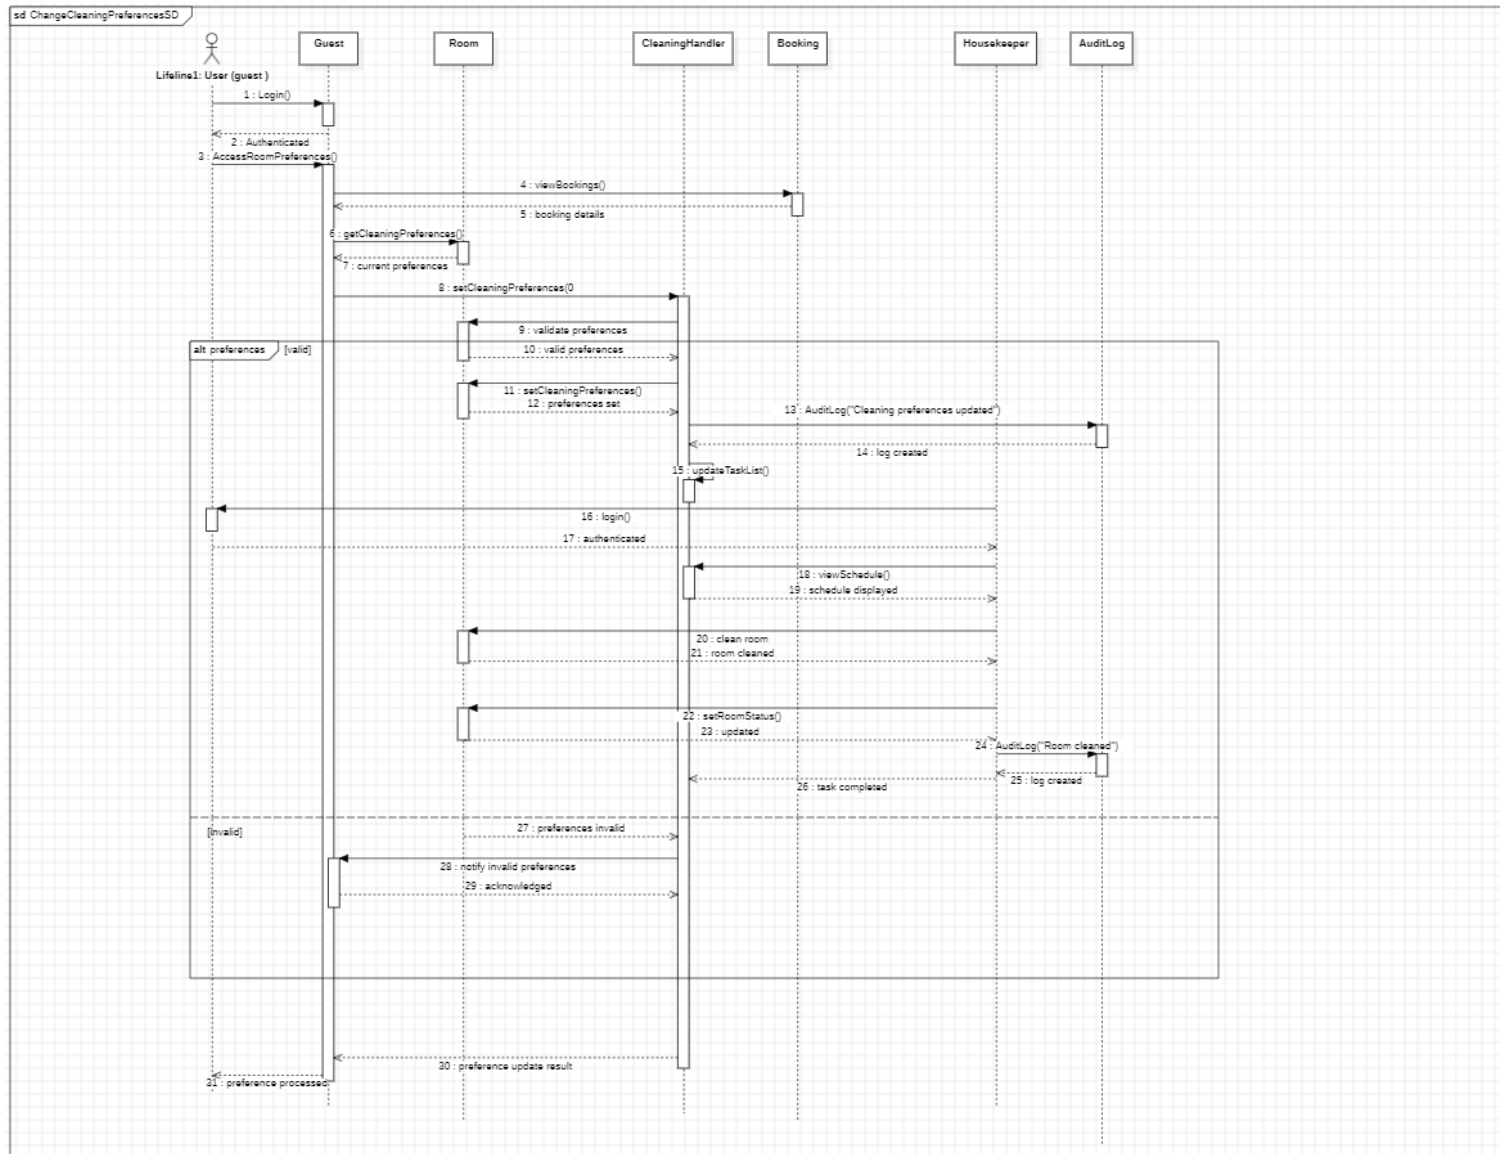 sd ChangeCleaningPreferencesSD
Guest
Room
CleaningHandler
Booking
Housekeeper
AuditLog
Lifeline1: User (guest )
1 : Login()
2 : Authenticated
3 : AccessRoomPreferences()
4 : viewBookings()
5 : booking details
6 : getCleaningPreferences()
7 : current preferences
8 : setCleaningPreferences(0
9 : validate preferences
alt preferences
[valid]
10 : valid preferences
11 : setCleaningPreferences()
12 : preferences set
13 : AuditLog("Cleaning preferences updated")
14 : log created
15 : updateTaskList()
16 : login()
17 : authenticated
18 : viewSchedule()
19 : schedule displayed
20 : clean room
21 : room cleaned
22 : setRoomStatus()
23 : updated
24 : AuditLog("Room cleaned")
25 : log created
26 : task completed
[invalid]
27 : preferences invalid
28 : notify invalid preferences
29 : acknowledged
30 : preference update result
31 : preference processed